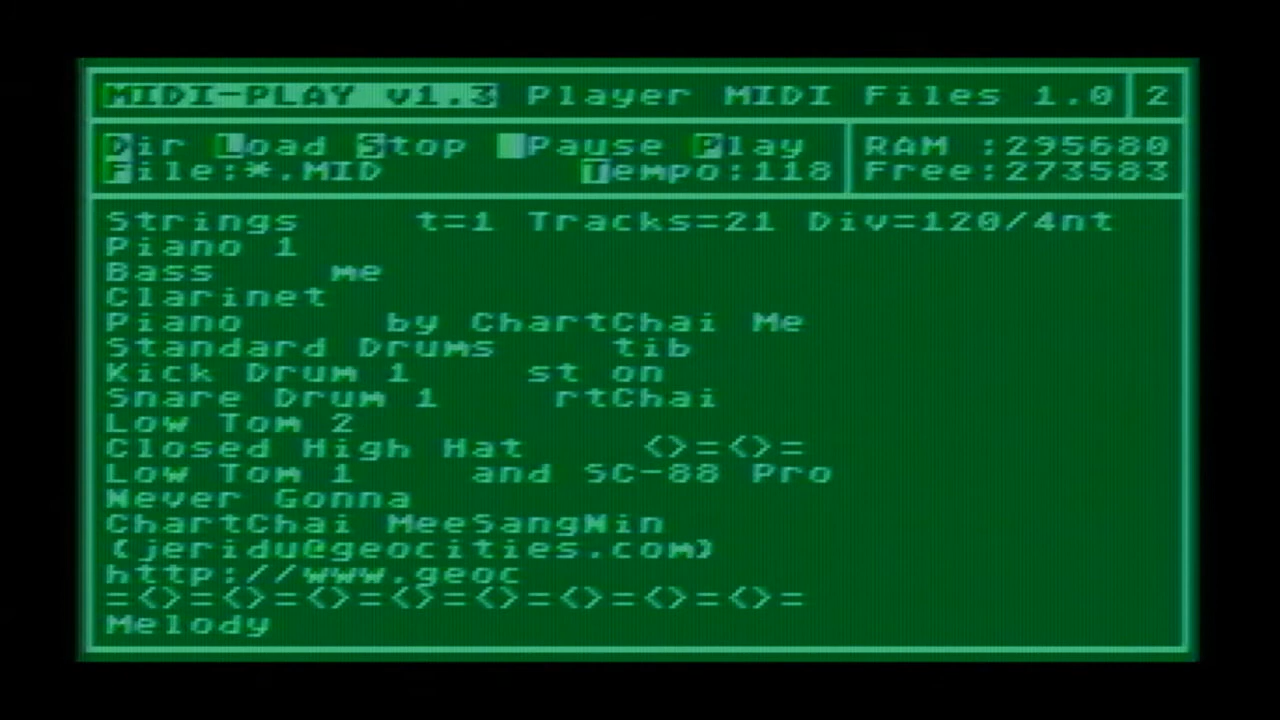 MIDI-PLAY v1.3 Player MIDI Files 1.0 2
Dir Load Stop Pause Play RAM :295680
File:*.MID Tempo:118 Free:273583
Strings t=1 Tracks=21 Div=120/4nt
Piano 1
Bass me
Clarinet
Piano by ChartChai Me
Standard Drums tib
Kick Drum 1 st on
Snare Drum 1 rtChai
Low Tom 2
Closed High Hat <>=<>=
Low Tom 1 and SC-88 Pro
Never Gonna
ChartChai MeeSangNin
(jeridu@geocities.com)
http://www.geoc
=<>=<>=<>=<>=<>=<>=<>=<>=
Melody